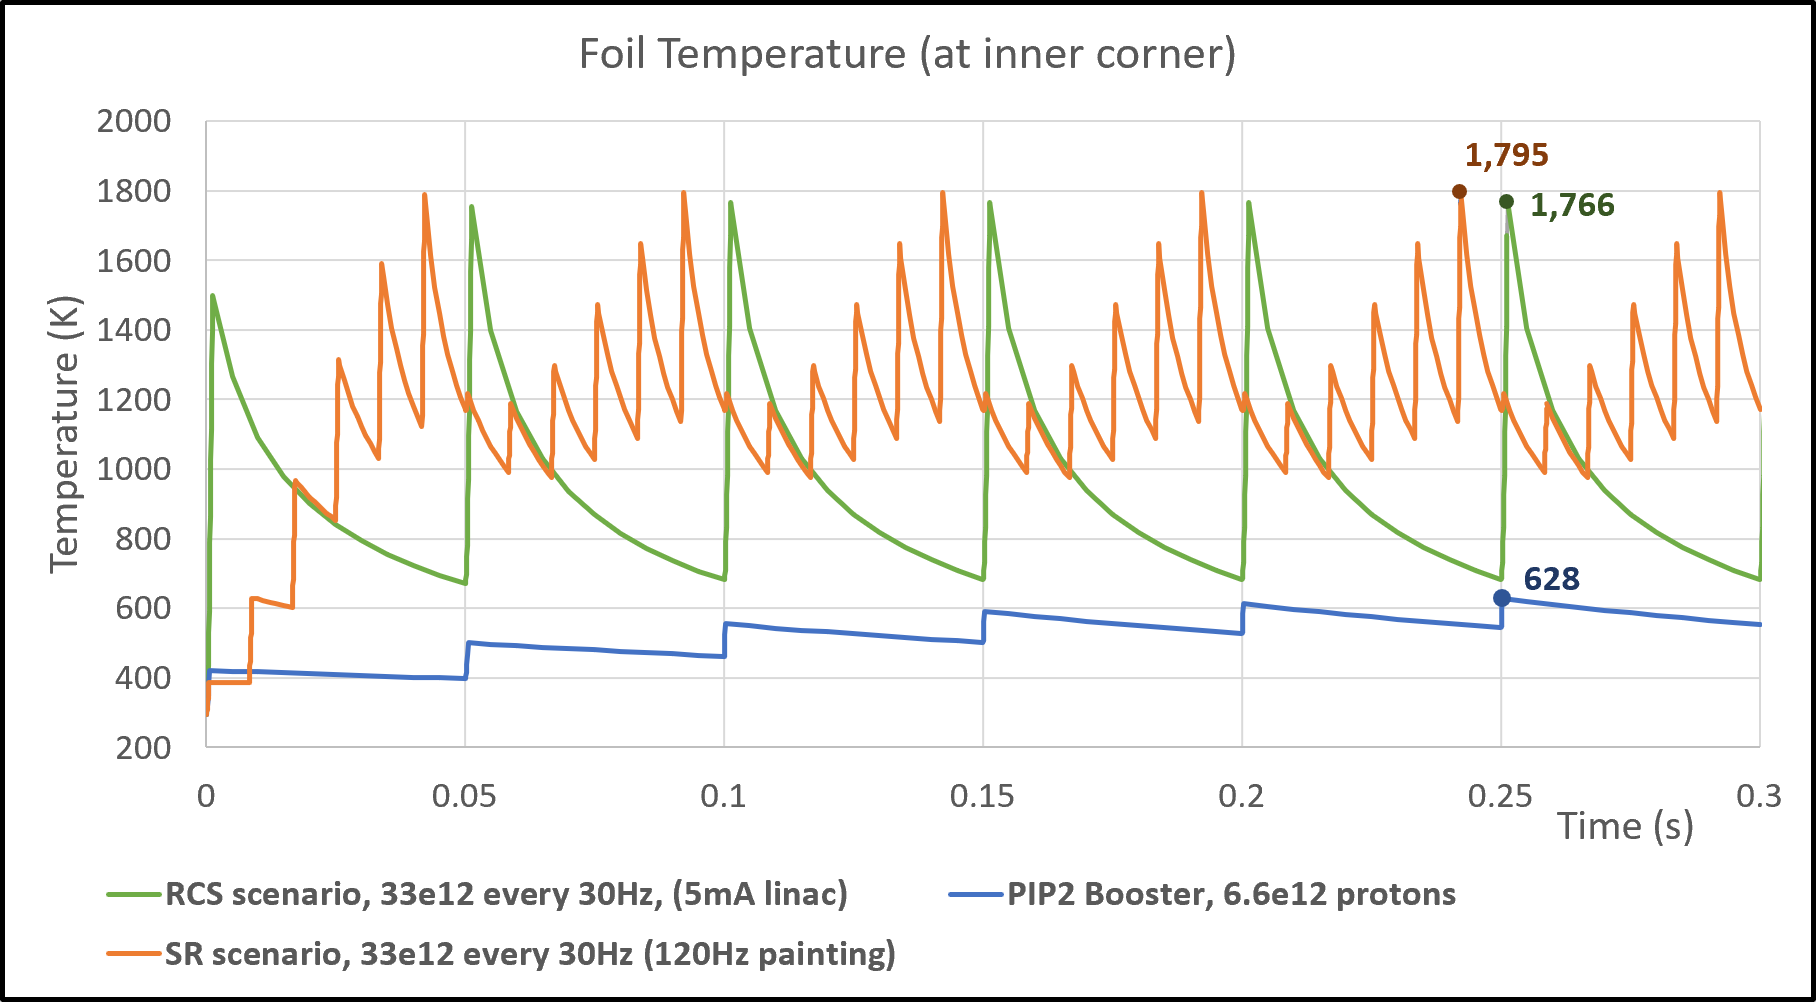 Foil Temperature (at inner corner)
2000
1800
1600
1400
1200
1000
800
600
400
200
Temperature (K)
1,795
1,766
628
0 0.05 0.1 0.15 0.2 0.25 0.3
Time (s)
RCS scenario, 33e12 every 30Hz, (5mA linac)
PIP2 Booster, 6.6e12 protons
SR scenario, 33e12 every 30Hz (120Hz painting)